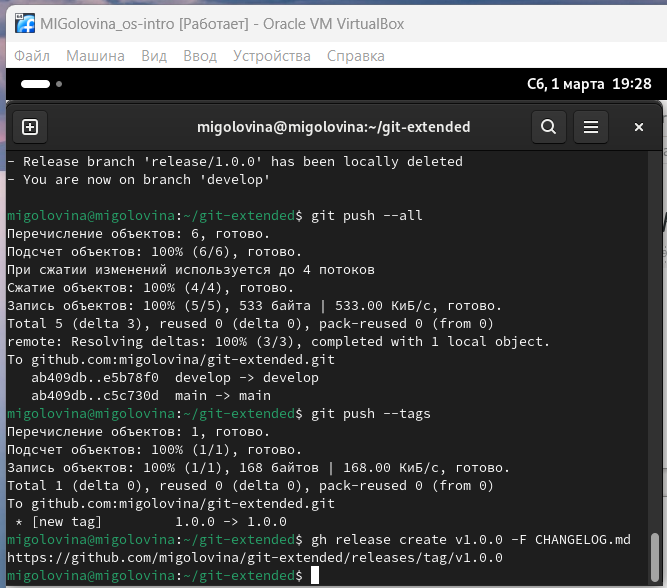 MIGolovina_os-intro [Работает] - Oracle VM VirtualBox
Файл Машина Вид Ввод Устройства Справка
Сб, 1 марта 19:28
migolovina@migolovina:~/git-extended
- Release branch 'release/1.0.0' has been locally deleted
- You are now on branch 'develop'
migolovina@migolovina:~/git-extended$ git push --all
Перечисление объектов: 6, готово.
Подсчет объектов: 100% (6/6), готово.
При сжатии изменений используется до 4 потоков
Сжатие объектов: 100% (4/4), готово.
Запись объектов: 100% (5/5), 533 байта | 533.00 КиБ/с, готово.
Total 5 (delta 3), reused 0 (delta 0), pack-reused 0 (from 0)
remote: Resolving deltas: 100% (3/3), completed with 1 local object.
To github.com:migolovina/git-extended.git
   ab409db..e5b78f0  develop -> develop
   ab409db..c5c730d  main -> main
migolovina@migolovina:~/git-extended$ git push --tags
Перечисление объектов: 1, готово.
Подсчет объектов: 100% (1/1), готово.
Запись объектов: 100% (1/1), 168 байтов | 168.00 КиБ/с, готово.
Total 1 (delta 0), reused 0 (delta 0), pack-reused 0 (from 0)
To github.com:migolovina/git-extended.git
 * [new tag]         1.0.0 -> 1.0.0
migolovina@migolovina:~/git-extended$ gh release create v1.0.0 -F CHANGELOG.md
https://github.com/migolovina/git-extended/releases/tag/v1.0.0
migolovina@migolovina:~/git-extended$